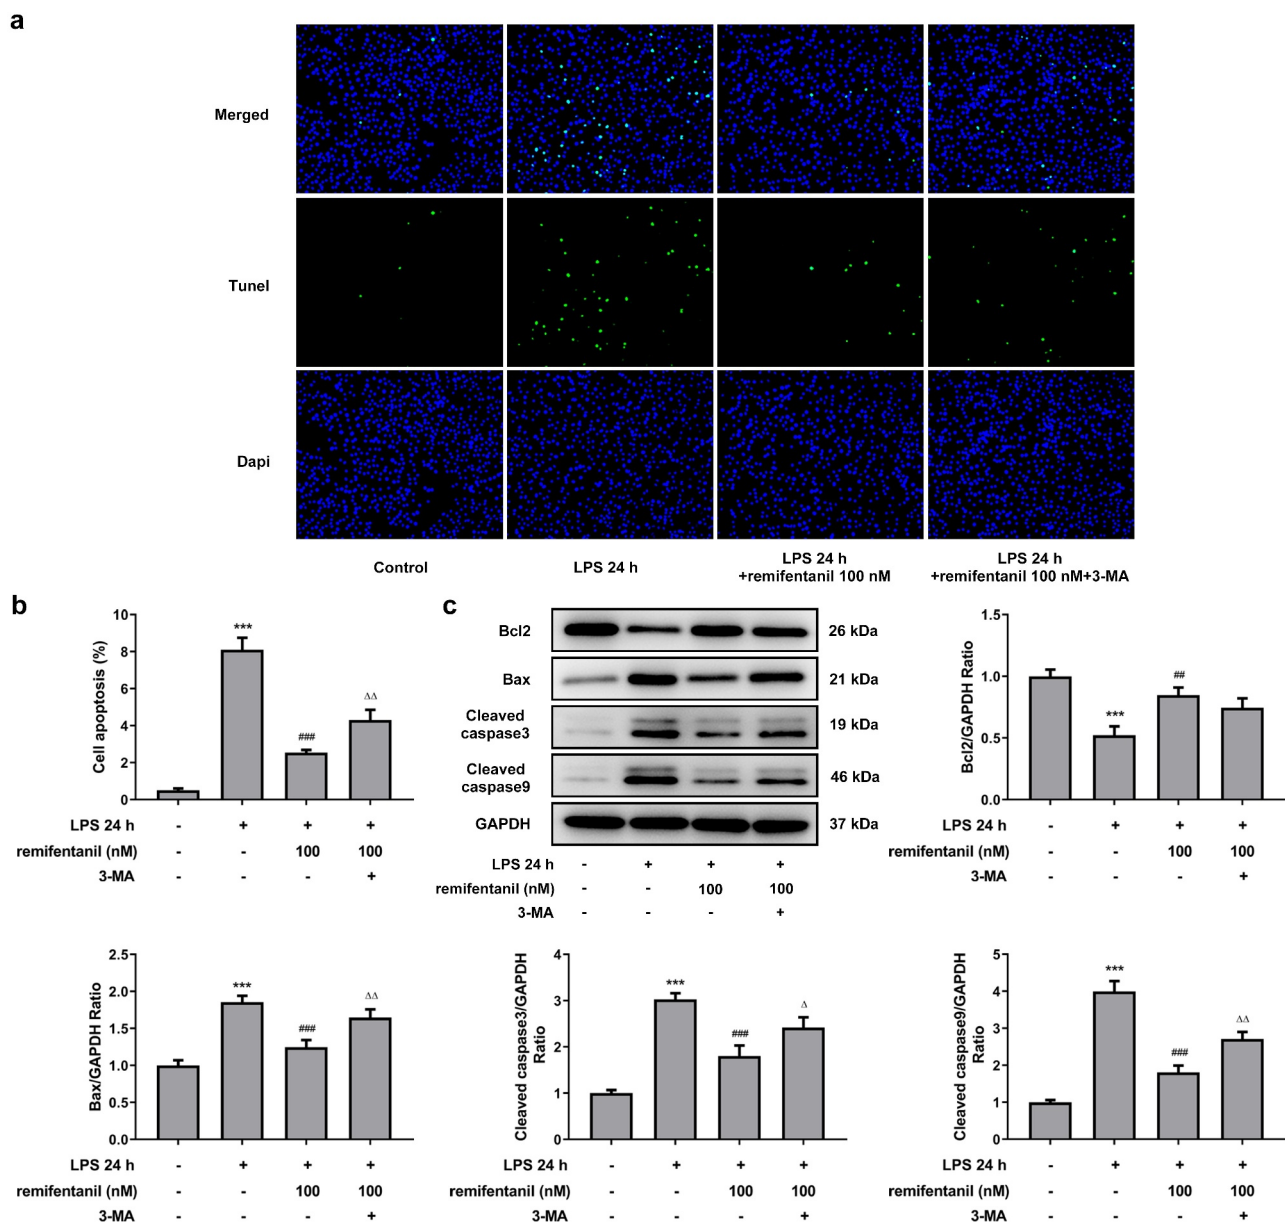 a
Merged
Tunel
Dapi
Control
LPS 24 h
LPS 24 h
+remifentanil 100 nM
LPS 24 h
+remifentanil 100 nM+3-MA
b
Cell apoptosis (%)
10
8
6
4
2
0
***
###
ΔΔ
LPS 24 h - + + +
remifentanil (nM) - - 100 100
3-MA - - - +
c
Bcl2 26 kDa
Bax 21 kDa
Cleaved
caspase3 19 kDa
Cleaved
caspase9 46 kDa
GAPDH 37 kDa
LPS 24 h - + + +
remifentanil (nM) - - 100 100
3-MA - - - +
Bcl2/GAPDH Ratio
1.5
1.0
0.5
0.0
***
##
LPS 24 h - + + +
remifentanil (nM) - - 100 100
3-MA - - - +
Bax/GAPDH Ratio
2.5
2.0
1.5
1.0
0.5
0.0
***
###
ΔΔ
LPS 24 h - + + +
remifentanil (nM) - - 100 100
3-MA - - - +
Cleaved caspase3/GAPDH
Ratio
4
3
2
1
0
***
###
Δ
LPS 24 h - + + +
remifentanil (nM) - - 100 100
3-MA - - - +
Cleaved caspase9/GAPDH
Ratio
5
4
3
2
1
0
***
###
ΔΔ
LPS 24 h - + + +
remifentanil (nM) - - 100 100
3-MA - - - +